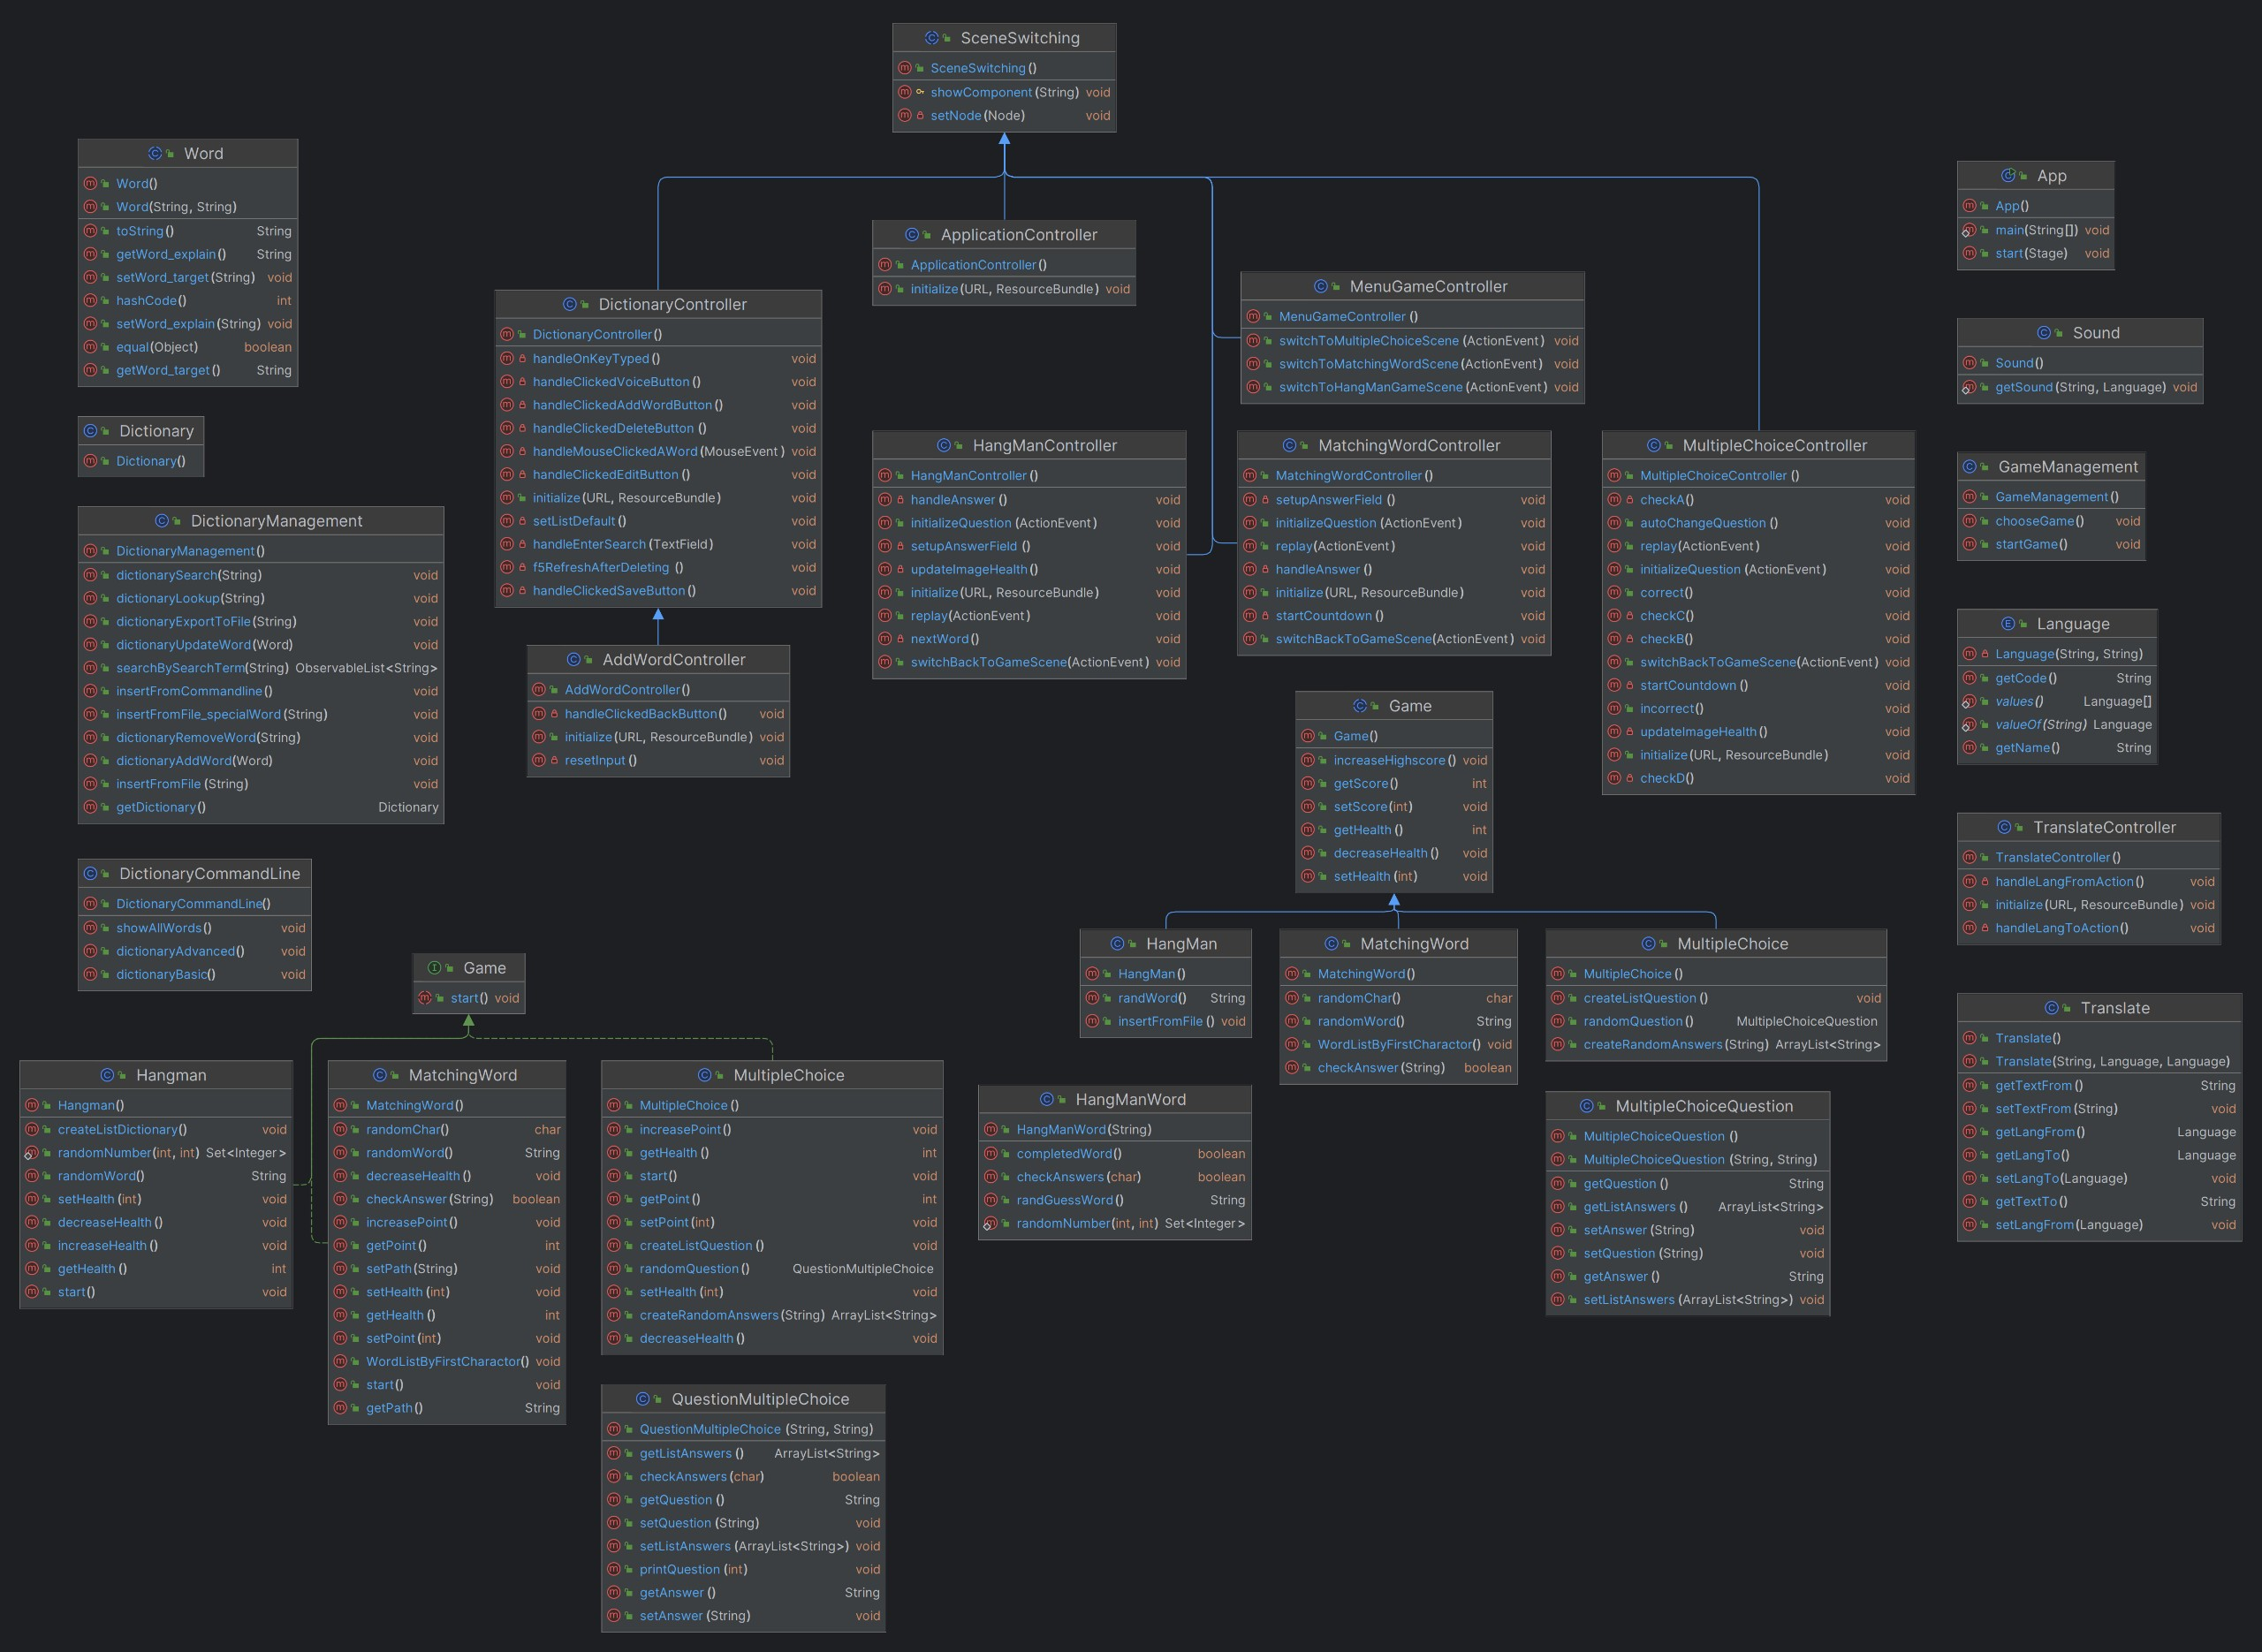 SceneSwitching
SceneSwitching()
showComponent(String) void
setNode(Node) void
Word
Word()
Word(String, String)
toString() String
getWord_explain() String
setWord_target(String) void
hashCode() int
setWord_explain(String) void
equal(Object) boolean
getWord_target() String
Dictionary
Dictionary()
DictionaryManagement
DictionaryManagement()
dictionarySearch(String) void
dictionaryLookup(String) void
dictionaryExportToFile(String) void
dictionaryUpdateWord(Word) void
searchBySearchTerm(String) ObservableList<String>
insertFromCommandline() void
insertFromFile_specialWord(String) void
dictionaryRemoveWord(String) void
dictionaryAddWord(Word) void
insertFromFile(String) void
getDictionary() Dictionary
DictionaryCommandLine
DictionaryCommandLine()
showAllWords() void
dictionaryAdvanced() void
dictionaryBasic() void
DictionaryController
DictionaryController()
handleOnKeyTyped() void
handleClickedVoiceButton() void
handleClickedAddWordButton() void
handleClickedDeleteButton() void
handleMouseClickedAWord(MouseEvent) void
handleClickedEditButton() void
initialize(URL, ResourceBundle) void
setListDefault() void
handleEnterSearch(TextField) void
f5RefreshAfterDeleting() void
handleClickedSaveButton() void
AddWordController
AddWordController()
handleClickedBackButton() void
initialize(URL, ResourceBundle) void
resetInput() void
ApplicationController
ApplicationController()
initialize(URL, ResourceBundle) void
MenuGameController
MenuGameController()
switchToMultipleChoiceScene(ActionEvent) void
switchToMatchingWordScene(ActionEvent) void
switchToHangManGameScene(ActionEvent) void
HangManController
HangManController()
handleAnswer() void
initializeQuestion(ActionEvent) void
setupAnswerField() void
updateImageHealth() void
initialize(URL, ResourceBundle) void
replay(ActionEvent) void
nextWord() void
switchBackToGameScene(ActionEvent) void
MatchingWordController
MatchingWordController()
setupAnswerField() void
initializeQuestion(ActionEvent) void
replay(ActionEvent) void
handleAnswer() void
initialize(URL, ResourceBundle) void
startCountdown() void
switchBackToGameScene(ActionEvent) void
MultipleChoiceController
MultipleChoiceController()
checkA() void
autoChangeQuestion() void
replay(ActionEvent) void
initializeQuestion(ActionEvent) void
correct() void
checkC() void
checkB() void
switchBackToGameScene(ActionEvent) void
startCountdown() void
incorrect() void
updateImageHealth() void
initialize(URL, ResourceBundle) void
checkD() void
App
App()
main(String[]) void
start(Stage) void
Sound
Sound()
getSound(String, Language) void
GameManagement
GameManagement()
chooseGame() void
startGame() void
Language
Language(String, String)
getCode() String
values() Language[]
valueOf(String) Language
getName() String
TranslateController
TranslateController()
handleLangFromAction() void
initialize(URL, ResourceBundle) void
handleLangToAction() void
Translate
Translate()
Translate(String, Language, Language)
getTextFrom() String
setTextFrom(String) void
getLangFrom() Language
getLangTo() Language
setLangTo(Language) void
getTextTo() String
setLangFrom(Language) void
Game
Game()
increaseHighscore() void
getScore() int
setScore(int) void
getHealth() int
decreaseHealth() void
setHealth(int) void
HangMan
HangMan()
randWord() String
insertFromFile() void
MatchingWord
MatchingWord()
randomChar() char
randomWord() String
WordListByFirstCharactor() void
checkAnswer(String) boolean
MultipleChoice
MultipleChoice()
createListQuestion() void
randomQuestion() MultipleChoiceQuestion
createRandomAnswers(String) ArrayList<String>
HangManWord
HangManWord(String)
completedWord() boolean
checkAnswers(char) boolean
randGuessWord() String
randomNumber(int, int) Set<Integer>
MultipleChoiceQuestion
MultipleChoiceQuestion()
MultipleChoiceQuestion(String, String)
getQuestion() String
getListAnswers() ArrayList<String>
setAnswer(String) void
setQuestion(String) void
getAnswer() String
setListAnswers(ArrayList<String>) void
Game
start() void
Hangman
Hangman()
createListDictionary() void
randomNumber(int, int) Set<Integer>
randomWord() String
setHealth(int) void
decreaseHealth() void
increaseHealth() void
getHealth() int
start() void
MatchingWord
MatchingWord()
randomChar() char
randomWord() String
decreaseHealth() void
checkAnswer(String) boolean
increasePoint() void
getPoint() int
setPath(String) void
setHealth(int) void
getHealth() int
setPoint(int) void
WordListByFirstCharactor() void
start() void
getPath() String
MultipleChoice
MultipleChoice()
increasePoint() void
getHealth() int
start() void
getPoint() int
setPoint(int) void
createListQuestion() void
randomQuestion() QuestionMultipleChoice
setHealth(int) void
createRandomAnswers(String) ArrayList<String>
decreaseHealth() void
QuestionMultipleChoice
QuestionMultipleChoice(String, String)
getListAnswers() ArrayList<String>
checkAnswers(char) boolean
getQuestion() String
setQuestion(String) void
setListAnswers(ArrayList<String>) void
printQuestion(int) void
getAnswer() String
setAnswer(String) void